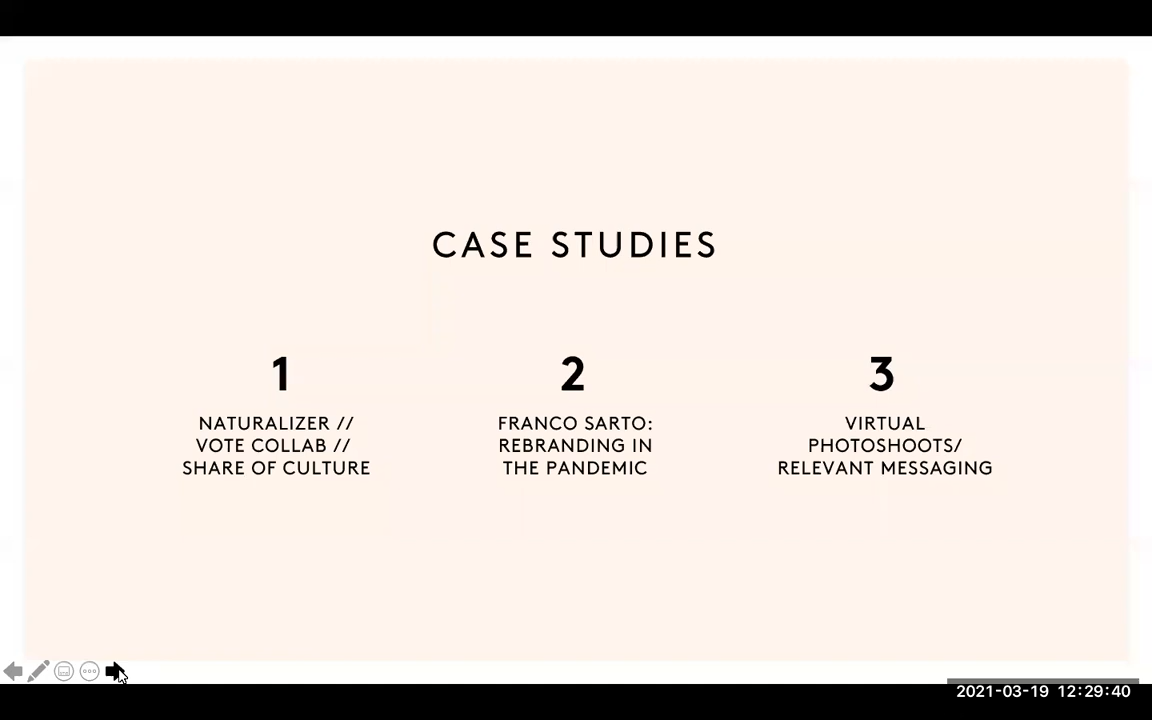 CASE STUDIES
1
NATURALIZER //
VOTE COLLAB //
SHARE OF CULTURE
2
FRANCO SARTO:
REBRANDING IN
THE PANDEMIC
3
VIRTUAL
PHOTOSHOOTS/
RELEVANT MESSAGING
2021-03-19 12:29:40